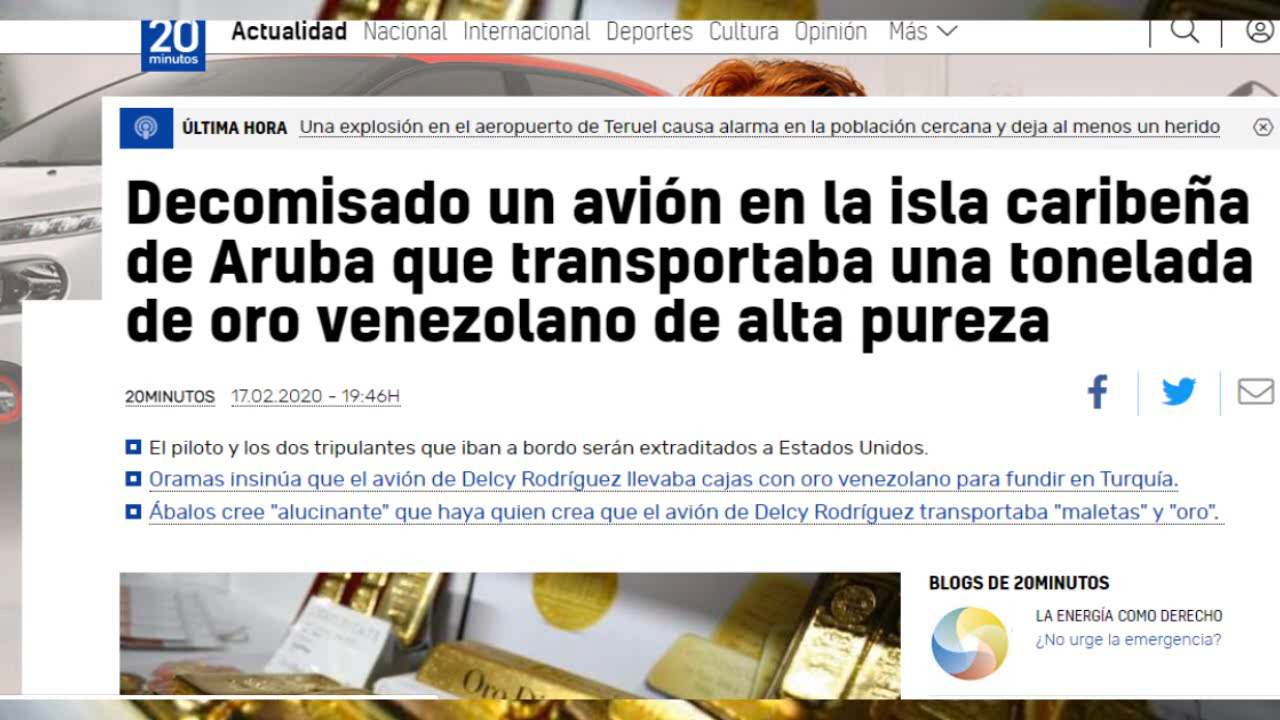 20
minutos
Actualidad Nacional Internacional Deportes Cultura Opinión Más
ÚLTIMA HORA Una explosión en el aeropuerto de Teruel causa alarma en la población cercana y deja al menos un herido
Decomisado un avión en la isla caribeña
de Aruba que transportaba una tonelada
de oro venezolano de alta pureza
20MINUTOS 17.02.2020 - 19:46H
El piloto y los dos tripulantes que iban a bordo serán extraditados a Estados Unidos.
Oramas insinúa que el avión de Delcy Rodríguez llevaba cajas con oro venezolano para fundir en Turquía.
Ábalos cree "alucinante" que haya quien crea que el avión de Delcy Rodríguez transportaba "maletas" y "oro".
BLOGS DE 20MINUTOS
LA ENERGÍA COMO DERECHO
¿No urge la emergencia?
Oro